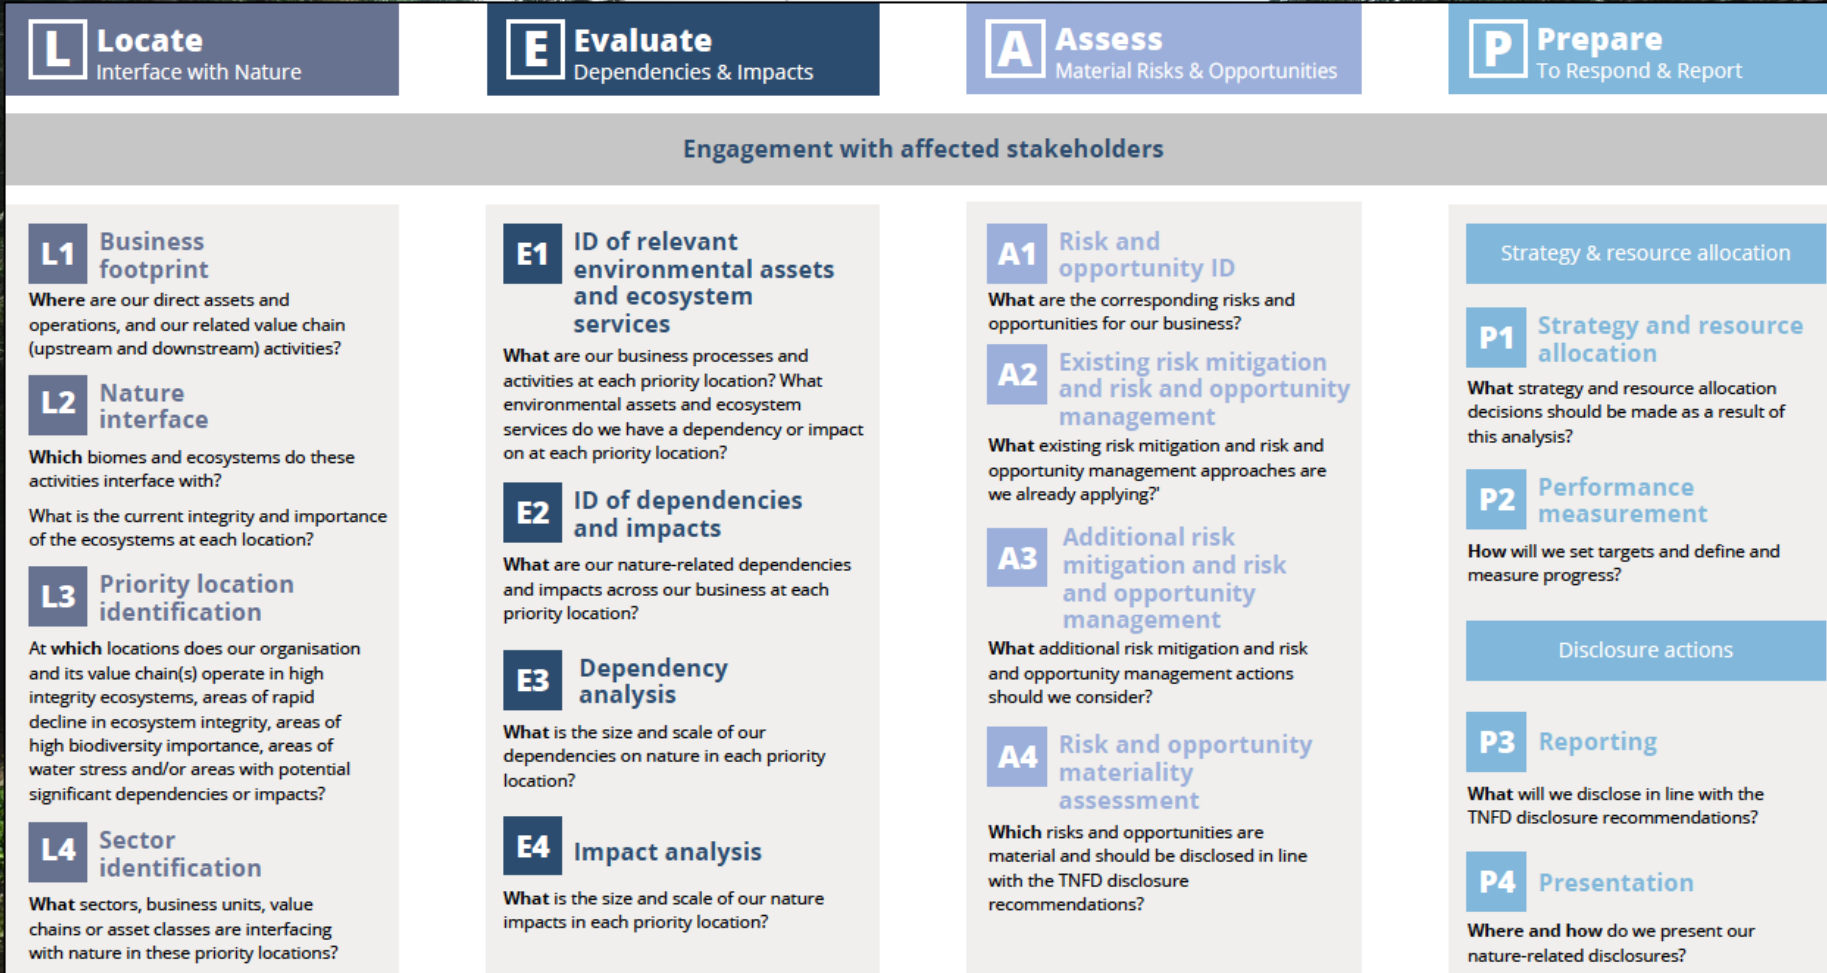 L Locate
Interface with Nature
E Evaluate
Dependencies & Impacts
A Assess
Material Risks & Opportunities
P Prepare
To Respond & Report
Engagement with affected stakeholders
L1 Business
footprint
Where are our direct assets and
operations, and our related value chain
(upstream and downstream) activities?
L2 Nature
interface
Which biomes and ecosystems do these
activities interface with?
What is the current integrity and importance
of the ecosystems at each location?
L3 Priority location
identification
At which locations does our organisation
and its value chain(s) operate in high
integrity ecosystems, areas of rapid
decline in ecosystem integrity, areas of
high biodiversity importance, areas of
water stress and/or areas with potential
significant dependencies or impacts?
L4 Sector
identification
What sectors, business units, value
chains or asset classes are interfacing
with nature in these priority locations?
E1 ID of relevant
environmental assets
and ecosystem
services
What are our business processes and
activities at each priority location? What
environmental assets and ecosystem
services do we have a dependency or impact
on at each priority location?
E2 ID of dependencies
and impacts
What are our nature-related dependencies
and impacts across our business at each
priority location?
E3 Dependency
analysis
What is the size and scale of our
dependencies on nature in each priority
location?
E4 Impact analysis
What is the size and scale of our nature
impacts in each priority location?
A1 Risk and
opportunity ID
What are the corresponding risks and
opportunities for our business?
A2 Existing risk mitigation
and risk and opportunity
management
What existing risk mitigation and risk and
opportunity management approaches are
we already applying?'
A3 Additional risk
mitigation and risk
and opportunity
management
What additional risk mitigation and risk
and opportunity management actions
should we consider?
A4 Risk and opportunity
materiality
assessment
Which risks and opportunities are
material and should be disclosed in line
with the TNFD disclosure
recommendations?
Strategy & resource allocation
P1 Strategy and resource
allocation
What strategy and resource allocation
decisions should be made as a result of
this analysis?
P2 Performance
measurement
How will we set targets and define and
measure progress?
Disclosure actions
P3 Reporting
What will we disclose in line with the
TNFD disclosure recommendations?
P4 Presentation
Where and how do we present our
nature-related disclosures?